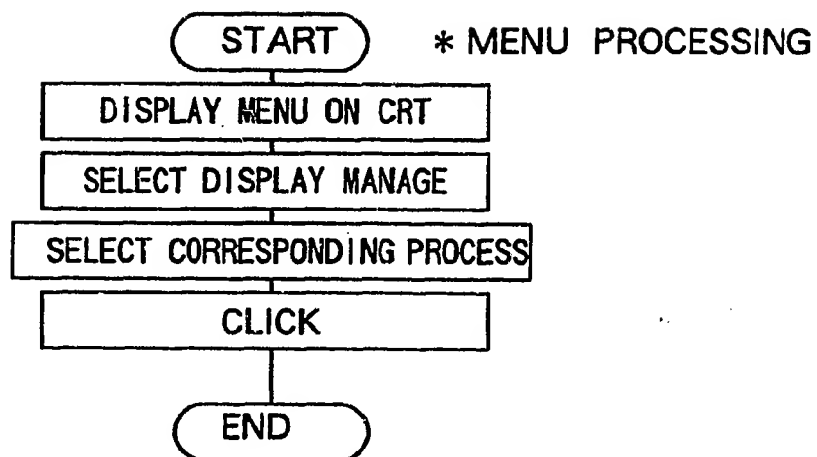 START
* MENU PROCESSING
DISPLAY MENU ON CRT
SELECT DISPLAY MANAGE
SELECT CORRESPONDING PROCESS
CLICK
END